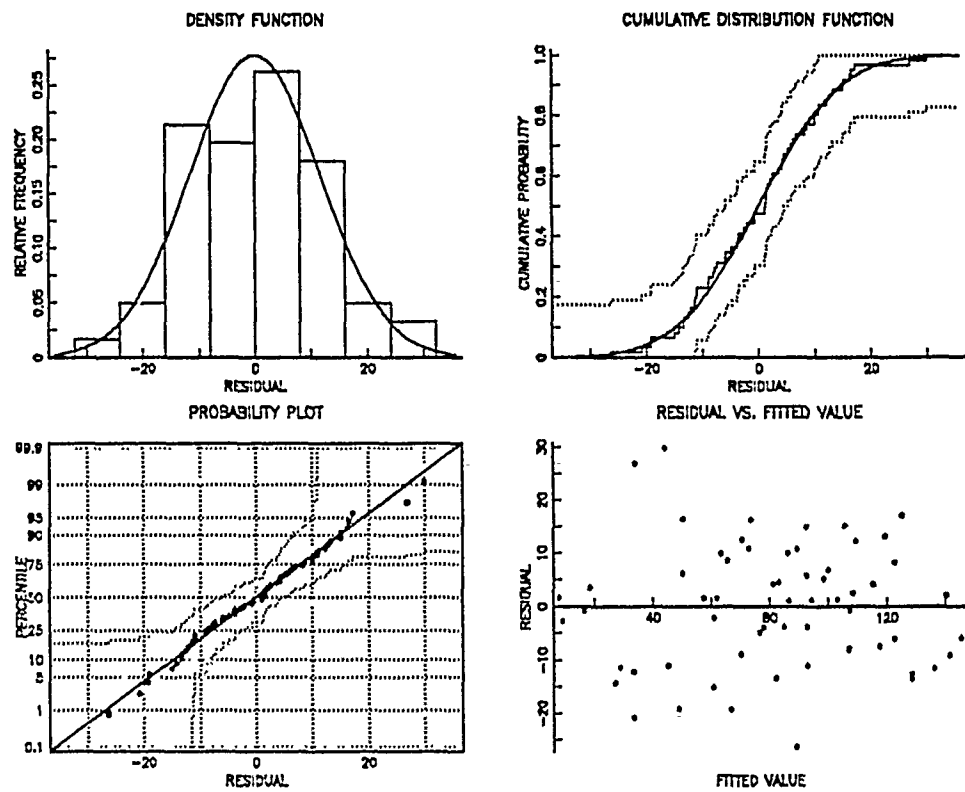 DENSITY FUNCTION
RELATIVE FREQUENCY
0.25
0.20
0.15
0.10
0.05
0
-20 0 20
RESIDUAL
CUMULATIVE DISTRIBUTION FUNCTION
CUMULATIVE PROBABILITY
1.0
0.8
0.6
0.4
0.2
0
-20 0 20
RESIDUAL
PROBABILITY PLOT
PERCENTILE
99.9
99
95
90
75
50
25
10
5
1
0.1
-20 0 20
RESIDUAL
RESIDUAL VS. FITTED VALUE
RESIDUAL
30
20
10
0
-10
-20
40 80 120
FITTED VALUE